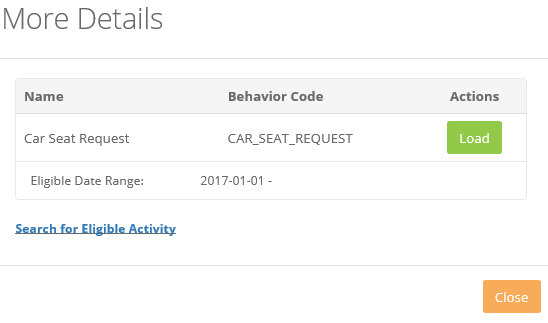 More Details
Name Behavior Code Actions
Car Seat Request CAR_SEAT_REQUEST Load
Eligible Date Range: 2017-01-01 -
Search for Eligible Activity
Close